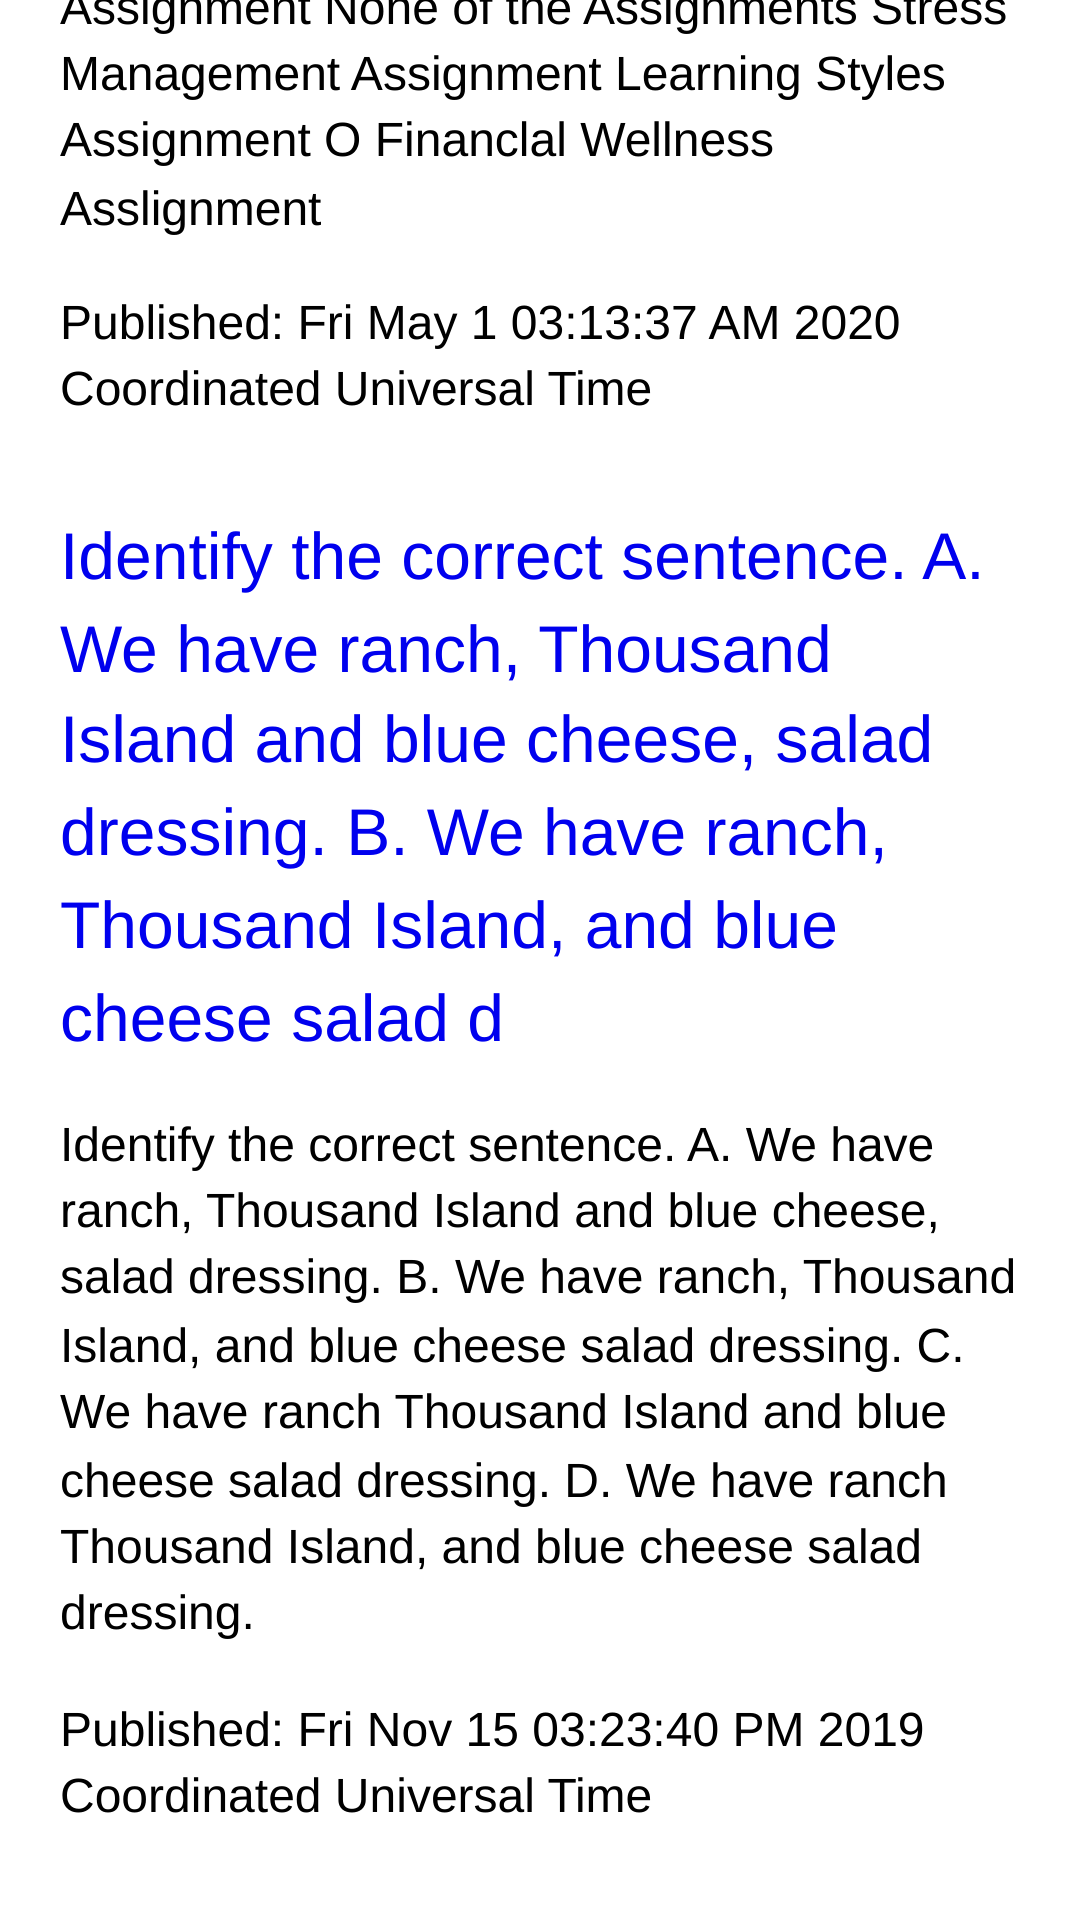 Assignment None of the Assignments Stress
Management Assignment Learning Styles
Assignment O Financlal Wellness
Asslignment
Published: Fri May 1 03:13:37 AM 2020
Coordinated Universal Time
Identify the correct sentence. A.
We have ranch, Thousand
Island and blue cheese, salad
dressing. B. We have ranch,
Thousand Island, and blue
cheese salad d
Identify the correct sentence. A. We have
ranch, Thousand Island and blue cheese,
salad dressing. B. We have ranch, Thousand
Island, and blue cheese salad dressing. C.
We have ranch Thousand Island and blue
cheese salad dressing. D. We have ranch
Thousand Island, and blue cheese salad
dressing.
Published: Fri Nov 15 03:23:40 PM 2019
Coordinated Universal Time